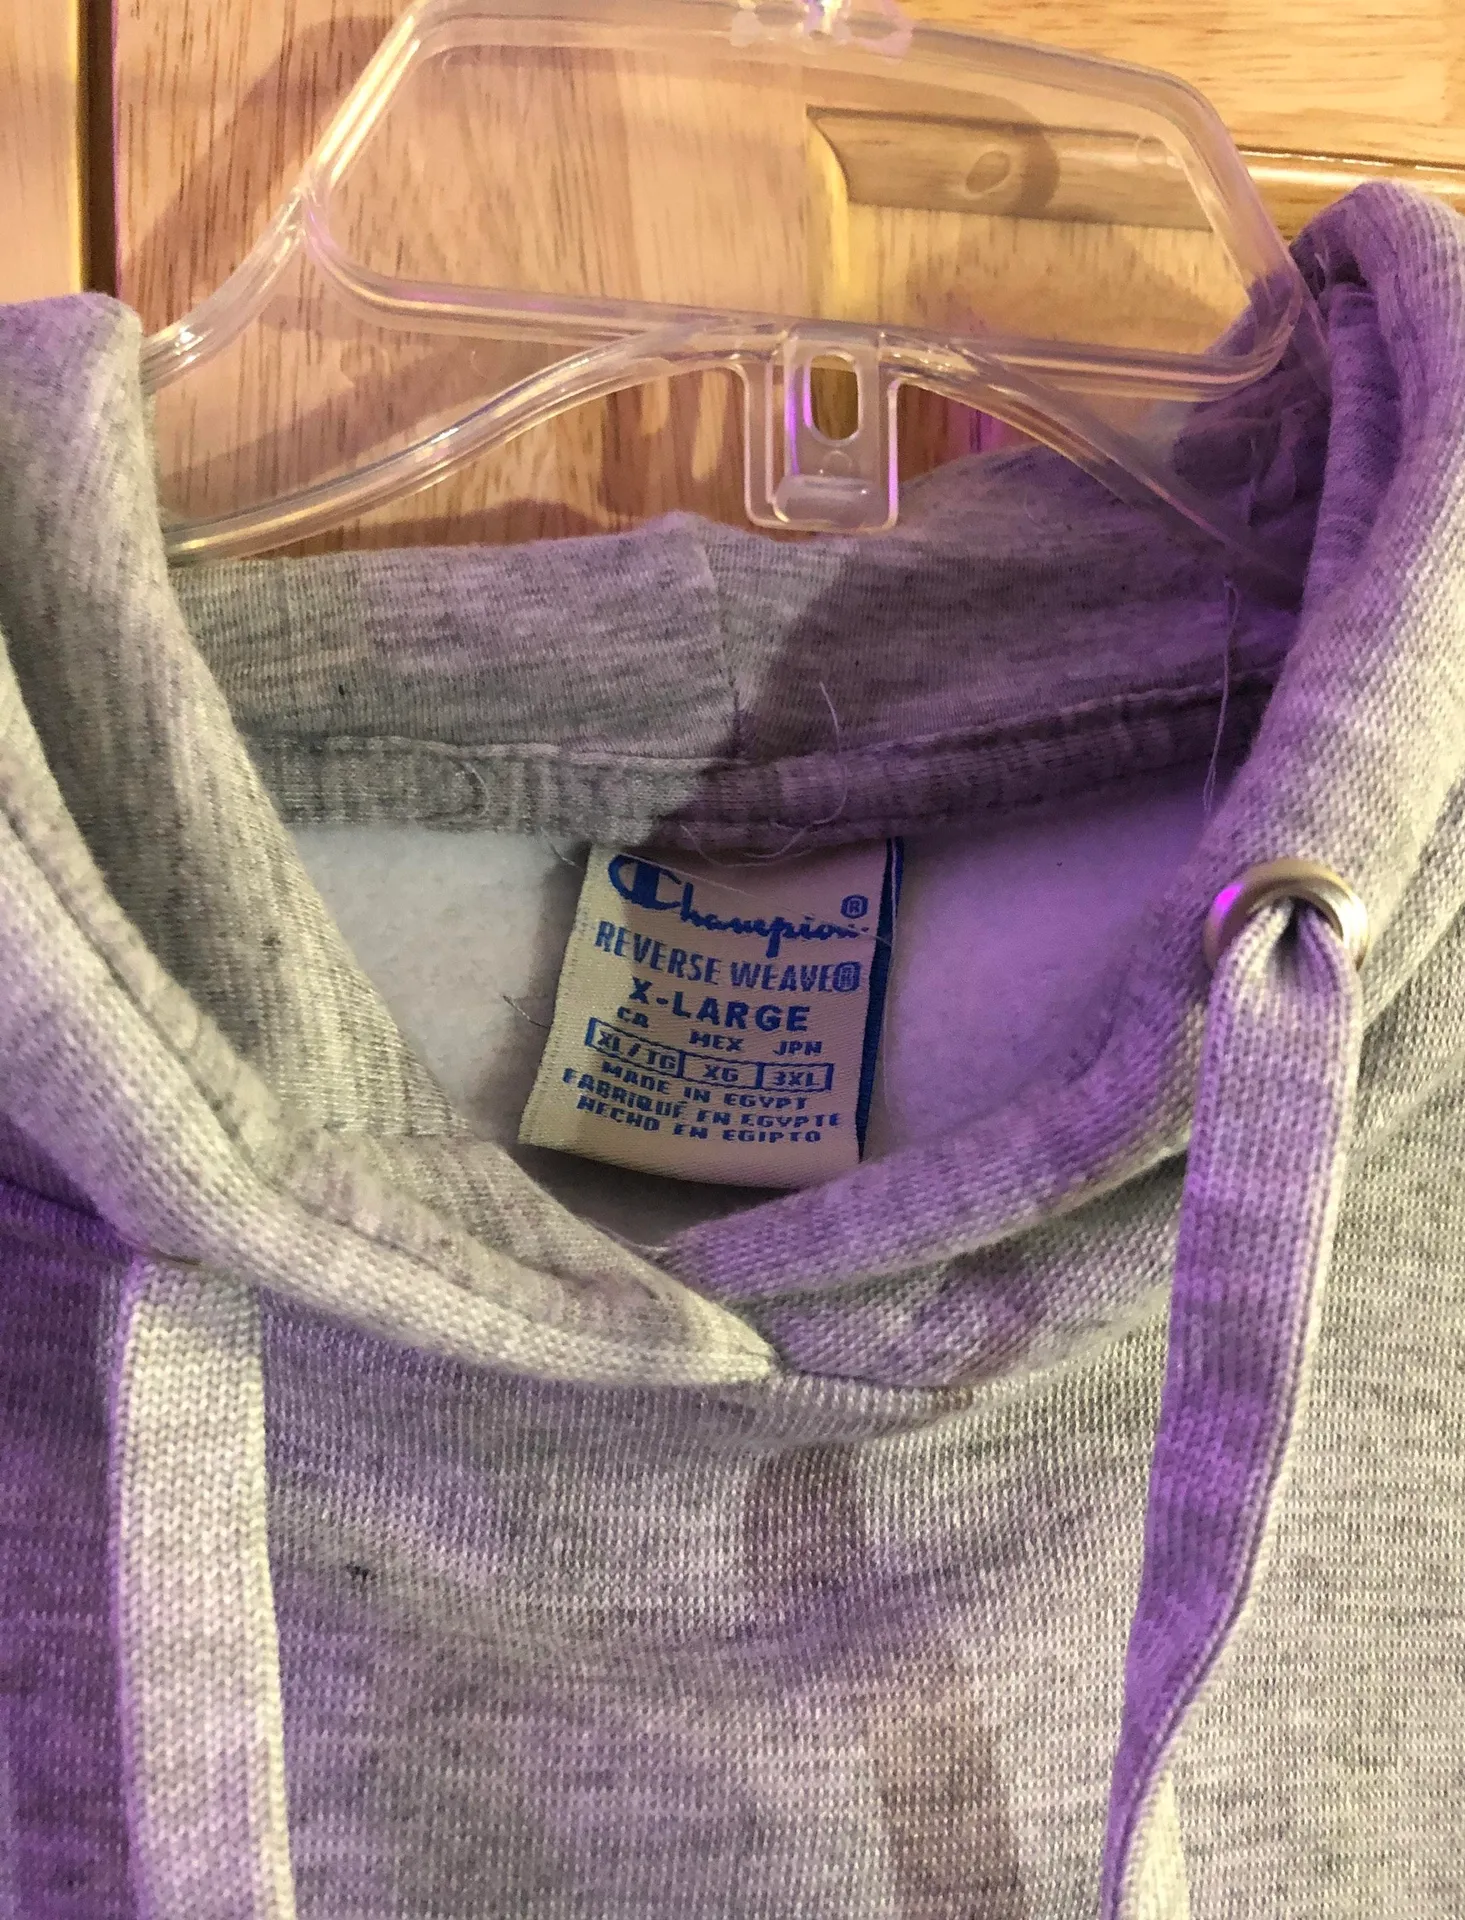 Champion®
REVERSE WEAVE®
X-LARGE
CA MEX JPN
XL/TG XG 3XL
MADE IN EGYPT
FABRIQUÉ EN EGYPTE
HECHO EN EGIPTO